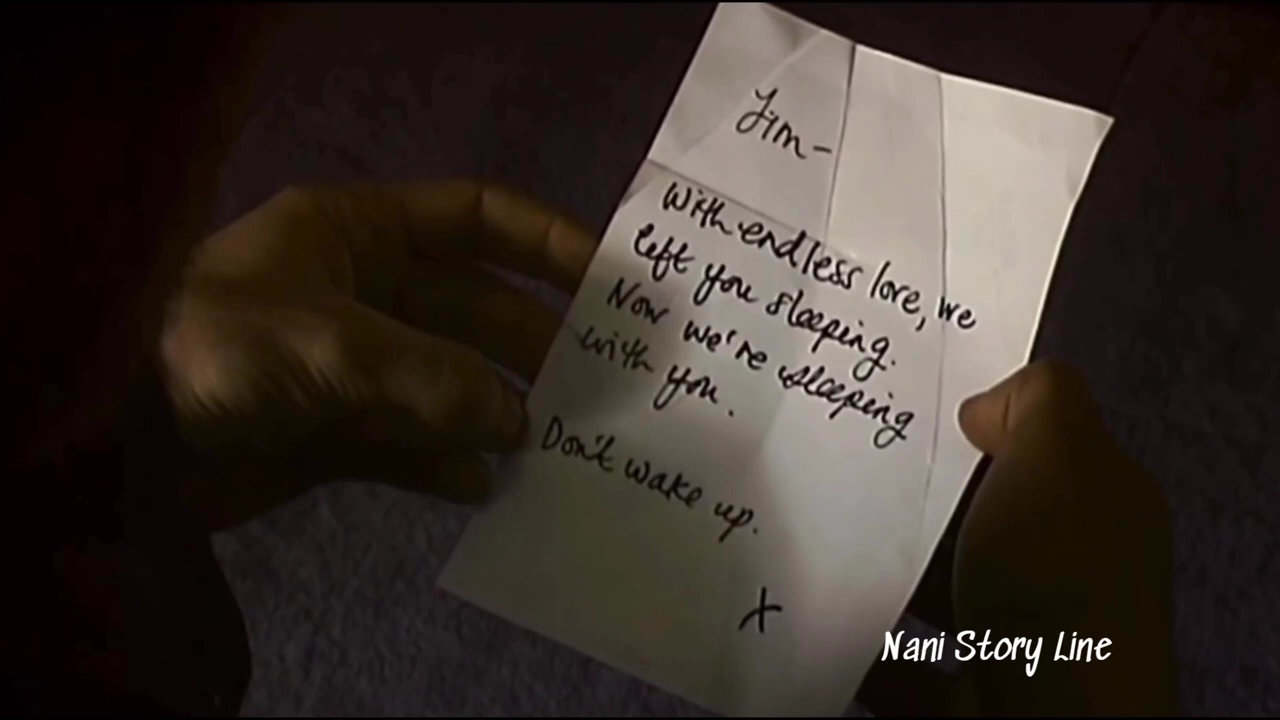 Jim-
With endless love, we
left you sleeping.
Now we're sleeping
with you.
Don't wake up.
X
Nani Story Line